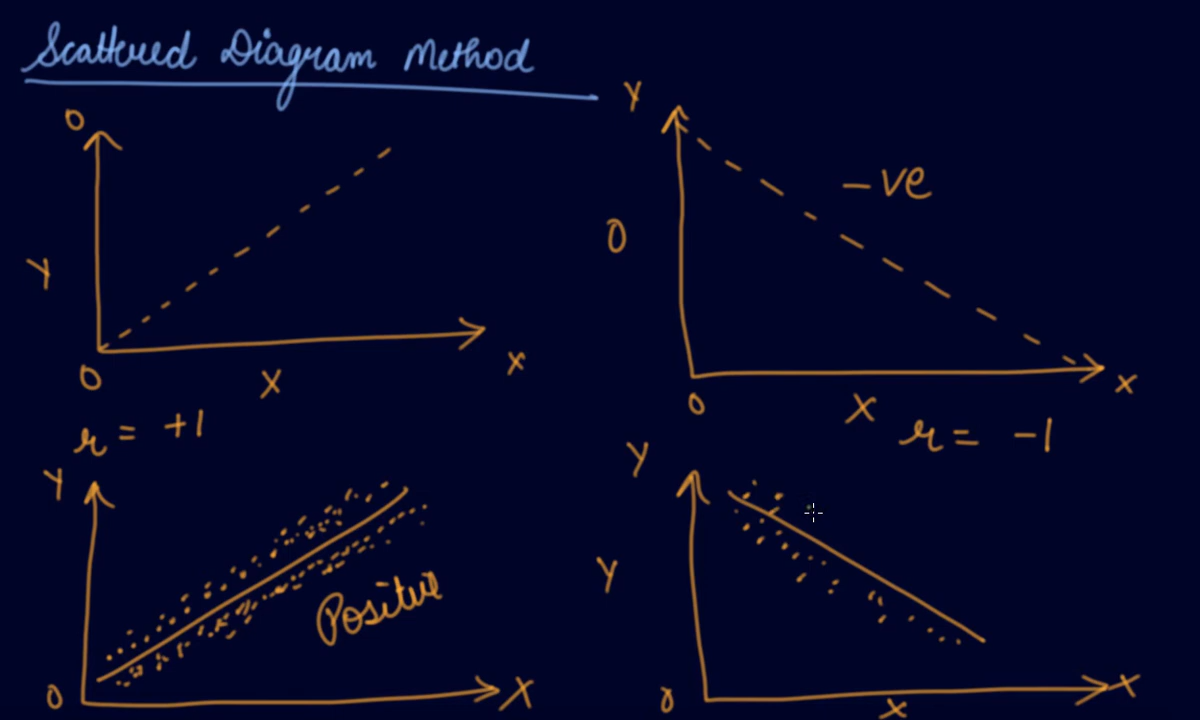 Scattered Diagram Method
O
Y
O
X
X
r = +1
Y
-ve
O
O
X
X
r = -1
Y
Positive
O
X
Y
Y
O
X
X